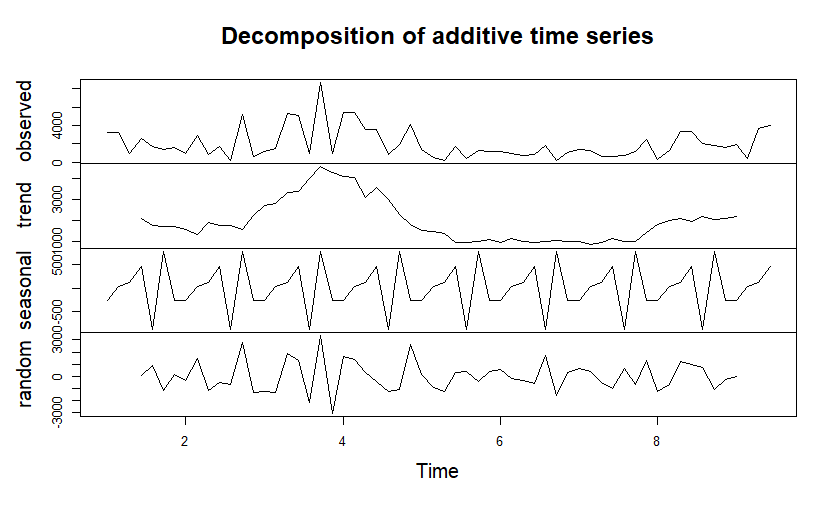 Decomposition of additive time series
observed
4000
0
trend
3000
1000
seasonal
500
-500
random
3000
0
-3000
2 4 6 8
Time